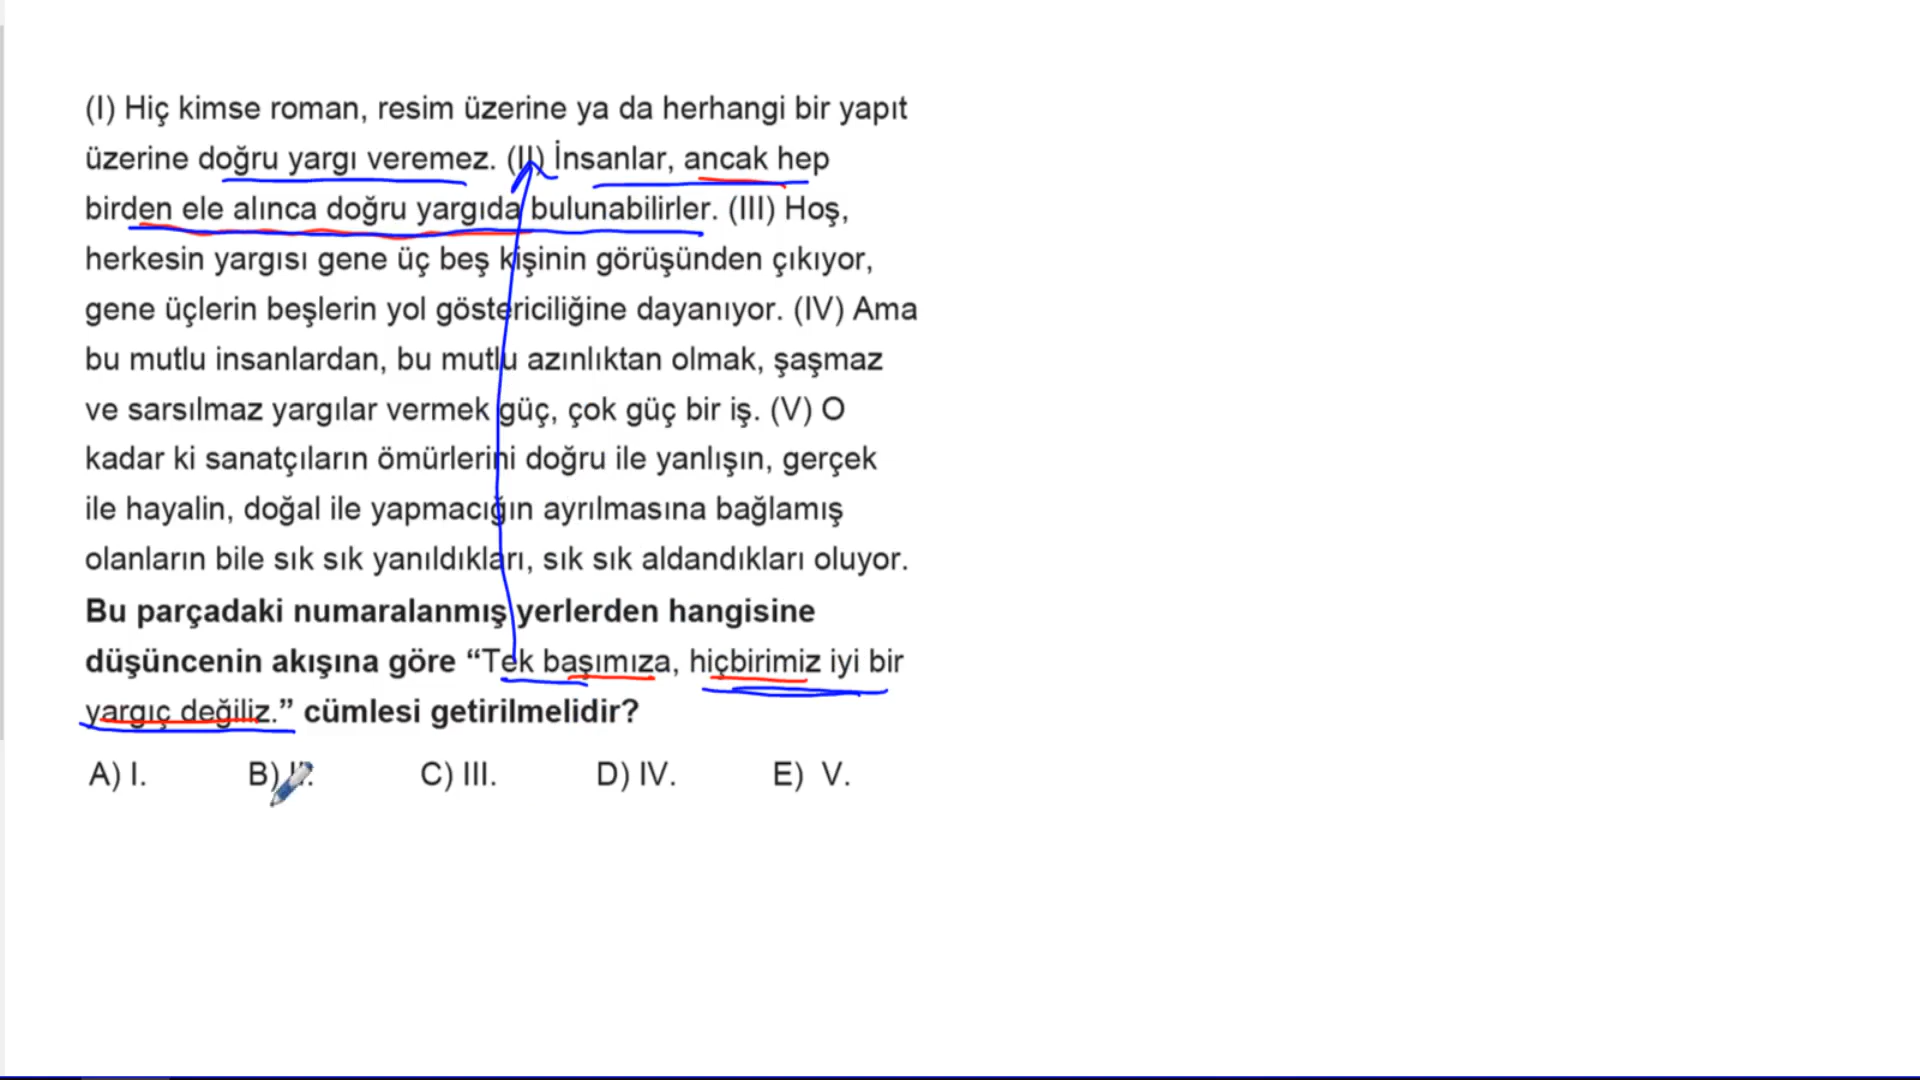 (I) Hiç kimse roman, resim üzerine ya da herhangi bir yapıt
üzerine doğru yargı veremez. (II) İnsanlar, ancak hep
birden ele alınca doğru yargıda bulunabilirler. (III) Hoş,
herkesin yargısı gene üç beş kişinin görüşünden çıkıyor,
gene üçlerin beşlerin yol göstericiliğine dayanıyor. (IV) Ama
bu mutlu insanlardan, bu mutlu azınlıktan olmak, şaşmaz
ve sarsılmaz yargılar vermek güç, çok güç bir iş. (V) O
kadar ki sanatçıların ömürlerini doğru ile yanlışın, gerçek
ile hayalin, doğal ile yapmacığın ayrılmasına bağlamış
olanların bile sık sık yanıldıkları, sık sık aldandıkları oluyor.
Bu parçadaki numaralanmış yerlerden hangisine
düşüncenin akışına göre “Tek başımıza, hiçbirimiz iyi bir
yargıç değiliz.” cümlesi getirilmelidir?
A) I. B) II. C) III. D) IV. E) V.